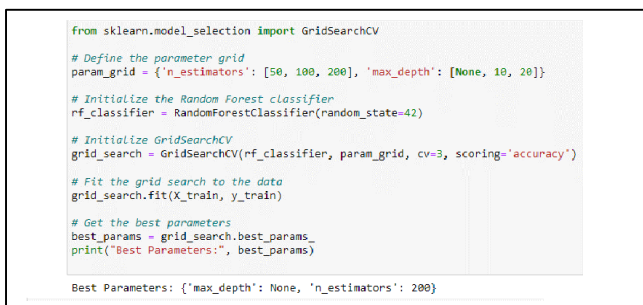 from sklearn.model_selection import GridSearchCV
# Define the parameter grid
param_grid = {'n_estimators': [50, 100, 200], 'max_depth': [None, 10, 20]}
# Initialize the Random Forest classifier
rf_classifier = RandomForestClassifier(random_state=42)
# Initialize GridSearchCV
grid_search = GridSearchCV(rf_classifier, param_grid, cv=3, scoring='accuracy')
# Fit the grid search to the data
grid_search.fit(X_train, y_train)
# Get the best parameters
best_params = grid_search.best_params_
print("Best Parameters:", best_params)
Best Parameters: {'max_depth': None, 'n_estimators': 200}